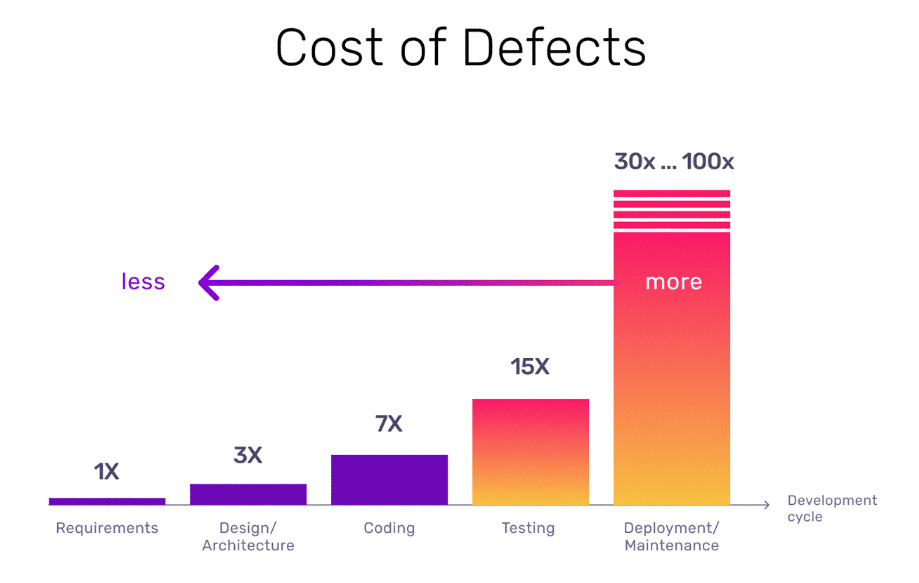 Cost of Defects
30x ... 100x
less
more
15X
7X
3X
1X
Requirements
Design/
Architecture
Coding
Testing
Deployment/
Maintenance
Development
cycle